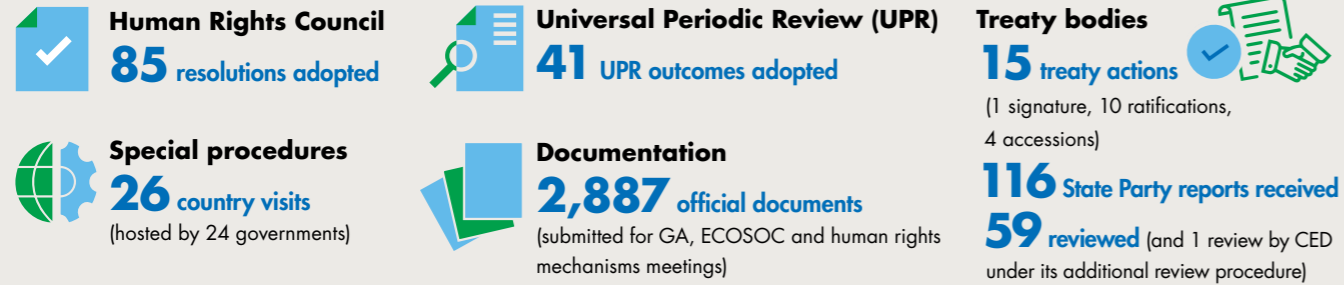 Human Rights Council
85 resolutions adopted
Special procedures
26 country visits
(hosted by 24 governments)
Universal Periodic Review (UPR)
41 UPR outcomes adopted
Documentation
2,887 official documents
(submitted for GA, ECOSOC and human rights
mechanisms meetings)
Treaty bodies
15 treaty actions
(1 signature, 10 ratifications,
4 accessions)
116 State Party reports received
59 reviewed (and 1 review by CED
under its additional review procedure)